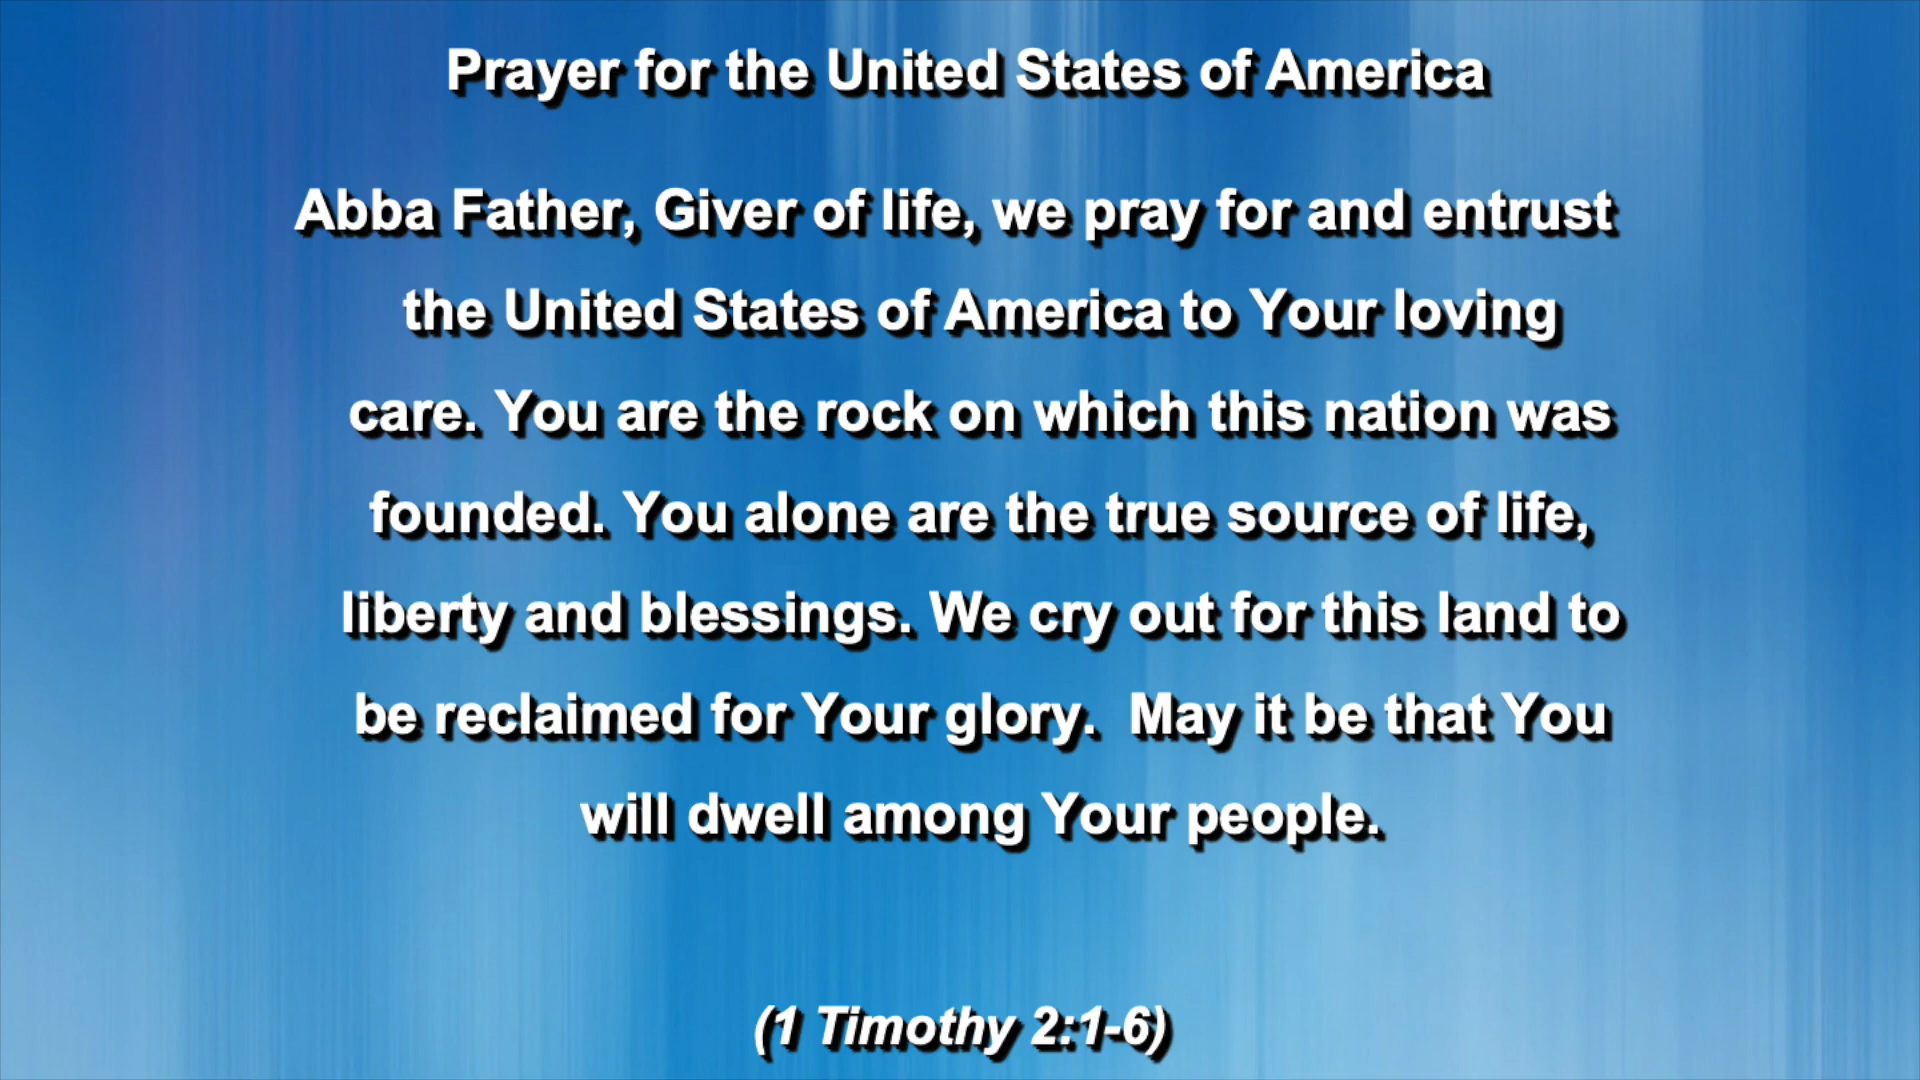 Prayer for the United States of America
Abba Father, Giver of life, we pray for and entrust
the United States of America to Your loving
care. You are the rock on which this nation was
founded. You alone are the true source of life,
liberty and blessings. We cry out for this land to
be reclaimed for Your glory.  May it be that You
will dwell among Your people.
(1 Timothy 2:1-6)